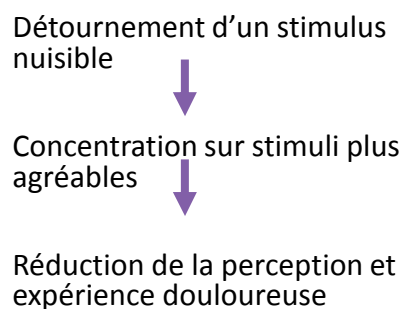 Détournement d’un stimulus
nuisible
Concentration sur stimuli plus
agréables
Réduction de la perception et
expérience douloureuse